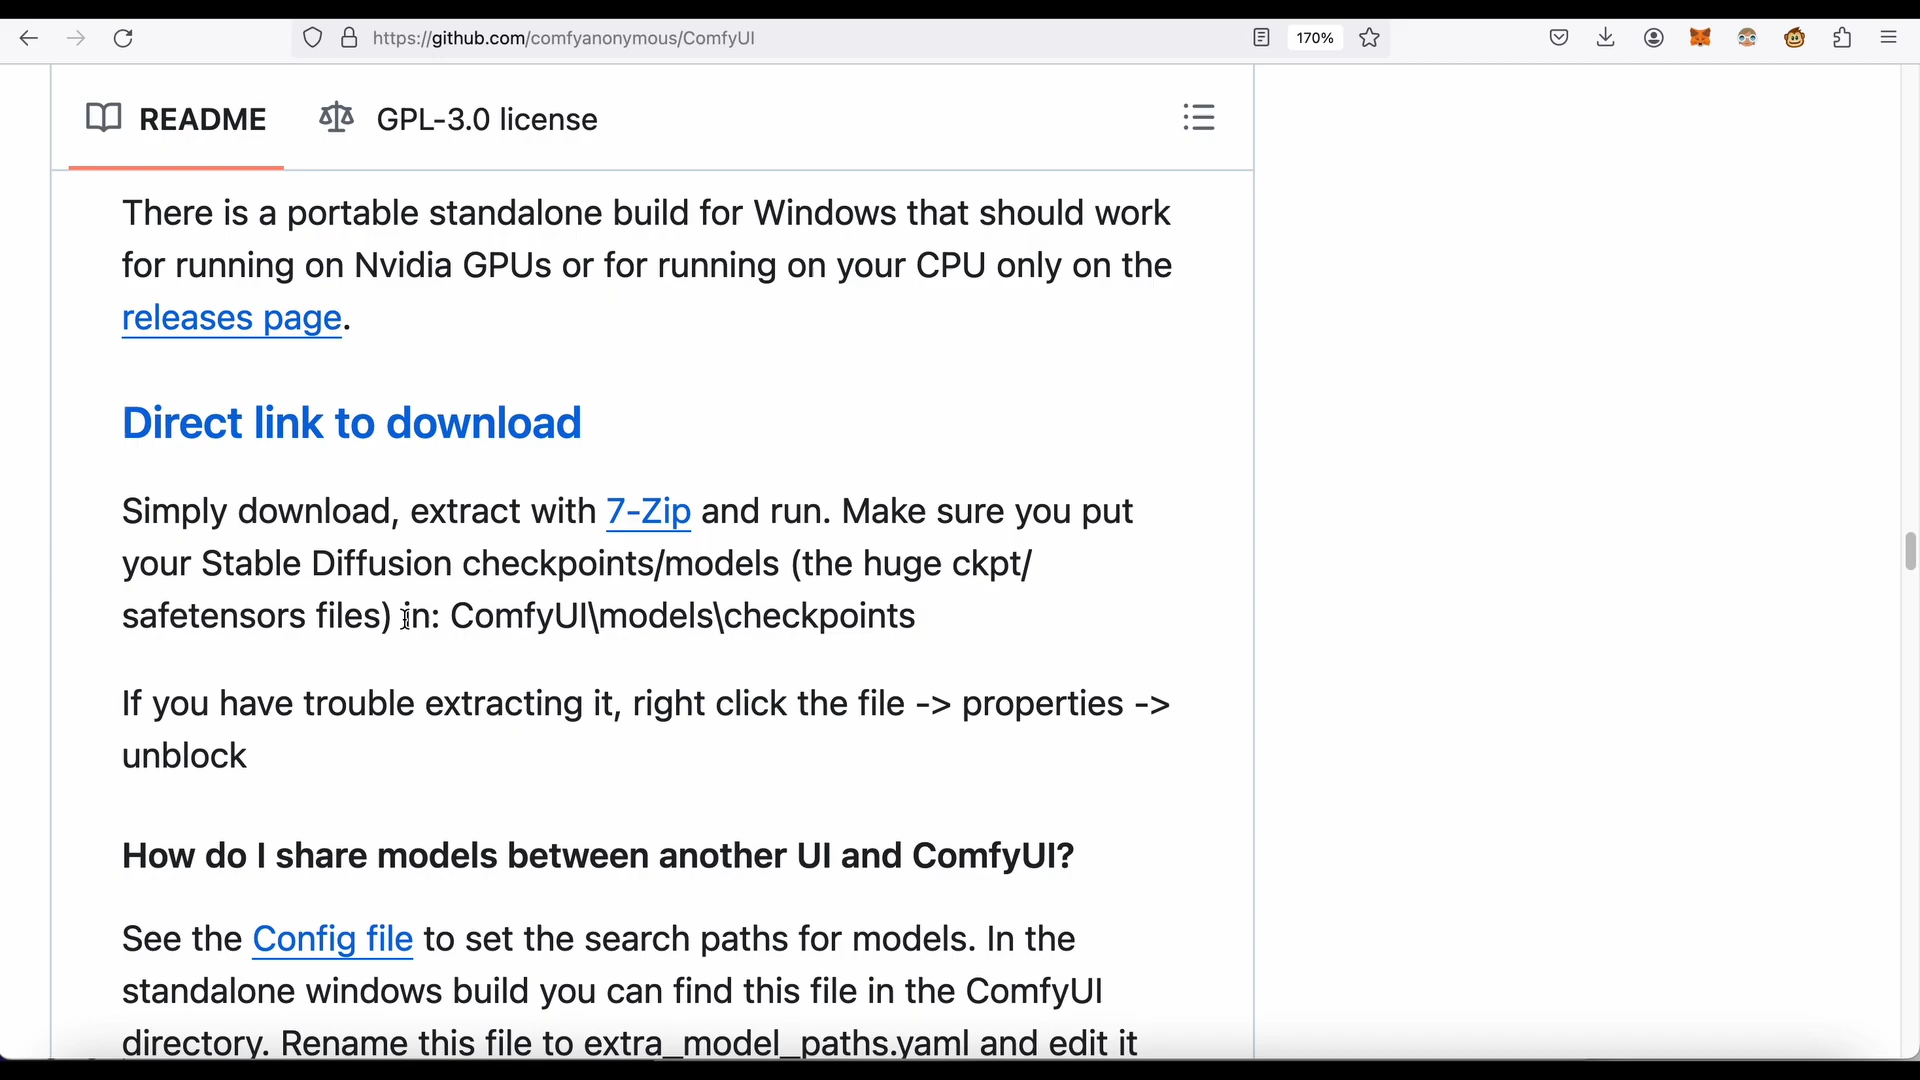 https://github.com/comfyanonymous/ComfyUI
170%
README
GPL-3.0 license
There is a portable standalone build for Windows that should work
for running on Nvidia GPUs or for running on your CPU only on the
releases page.
Direct link to download
Simply download, extract with 7-Zip and run. Make sure you put
your Stable Diffusion checkpoints/models (the huge ckpt/
safetensors files) in: ComfyUI\models\checkpoints
If you have trouble extracting it, right click the file -> properties ->
unblock
How do I share models between another UI and ComfyUI?
See the Config file to set the search paths for models. In the
standalone windows build you can find this file in the ComfyUI
directory. Rename this file to extra_model_paths.yaml and edit it